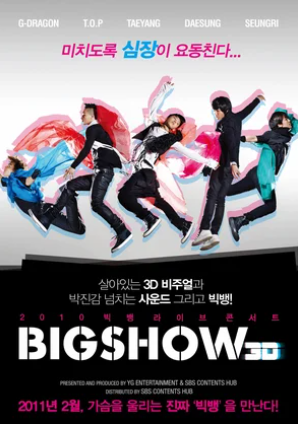 G-DRAGON T.O.P TAEYANG DAESUNG SEUNGRI
미치도록 심장이 요동친다...
살아있는 3D 비주얼과
박진감 넘치는 사운드 그리고 빅뱅!
2010 빅뱅 라이브 콘서트
BIGSHOW3D
PRESENTED AND PRODUCED BY YG ENTERTAINMENT & SBS CONTENTS HUB
DISTRIBUTED BY SBS CONTENTS HUB
2011년 2월, 가슴을 울리는 진짜 '빅뱅'을 만난다!